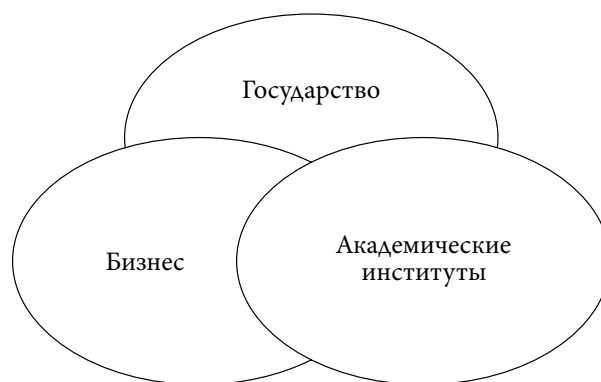 Государство
Бизнес
Академические
институты